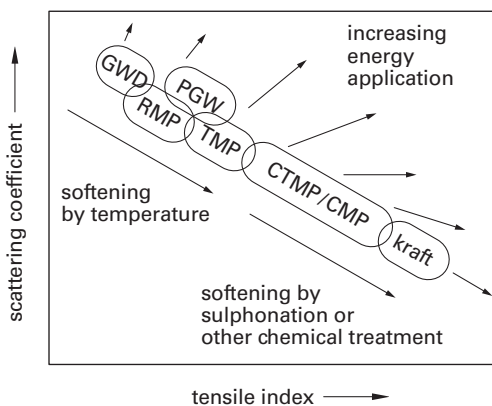 increasing
energy
application
GWD
PGW
RMP
TMP
CTMP/CMP
kraft
softening
by temperature
softening by
sulphonation or
other chemical treatment
scattering coefficient
tensile index